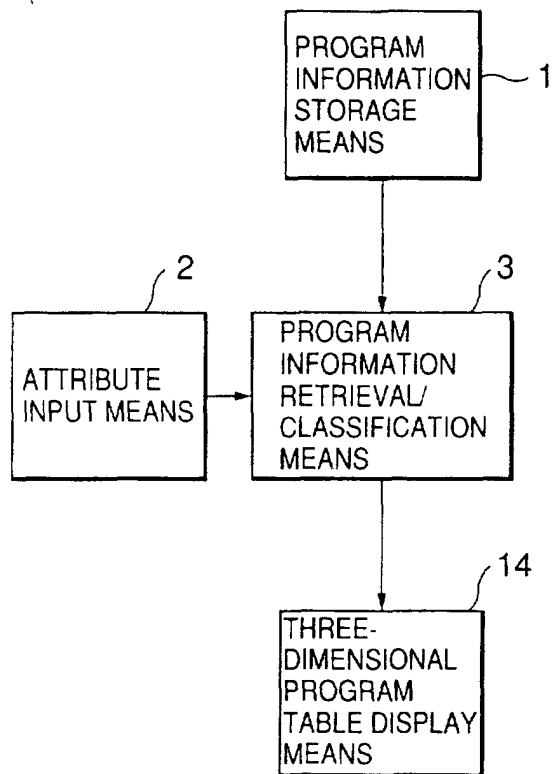 PROGRAM
INFORMATION
STORAGE
MEANS
1
2
ATTRIBUTE
INPUT MEANS
3
PROGRAM
INFORMATION
RETRIEVAL/
CLASSIFICATION
MEANS
14
THREE-
DIMENSIONAL
PROGRAM
TABLE DISPLAY
MEANS